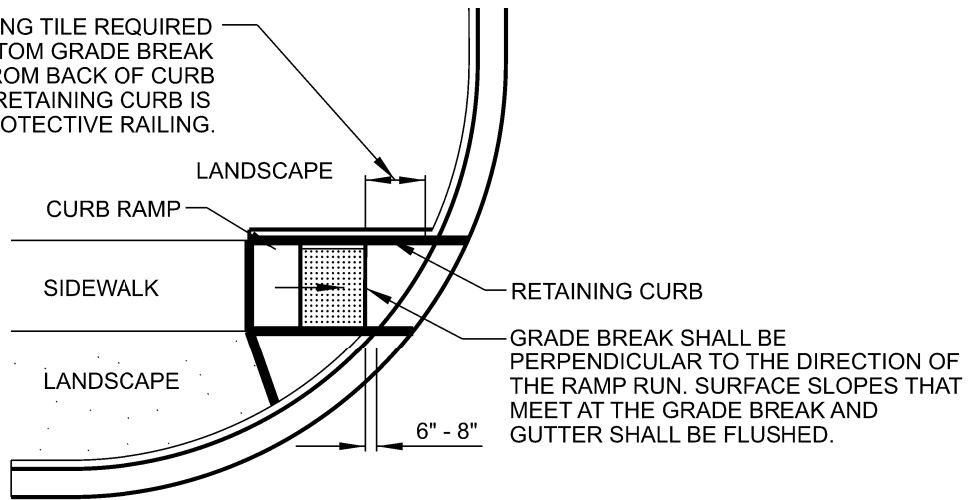 NG TILE REQUIRED
TOM GRADE BREAK
ROM BACK OF CURB
RETAINING CURB IS
OTECTIVE RAILING.
LANDSCAPE
CURB RAMP
SIDEWALK
RETAINING CURB
GRADE BREAK SHALL BE
PERPENDICULAR TO THE DIRECTION OF
THE RAMP RUN. SURFACE SLOPES THAT
MEET AT THE GRADE BREAK AND
GUTTER SHALL BE FLUSHED.
LANDSCAPE
6" - 8"